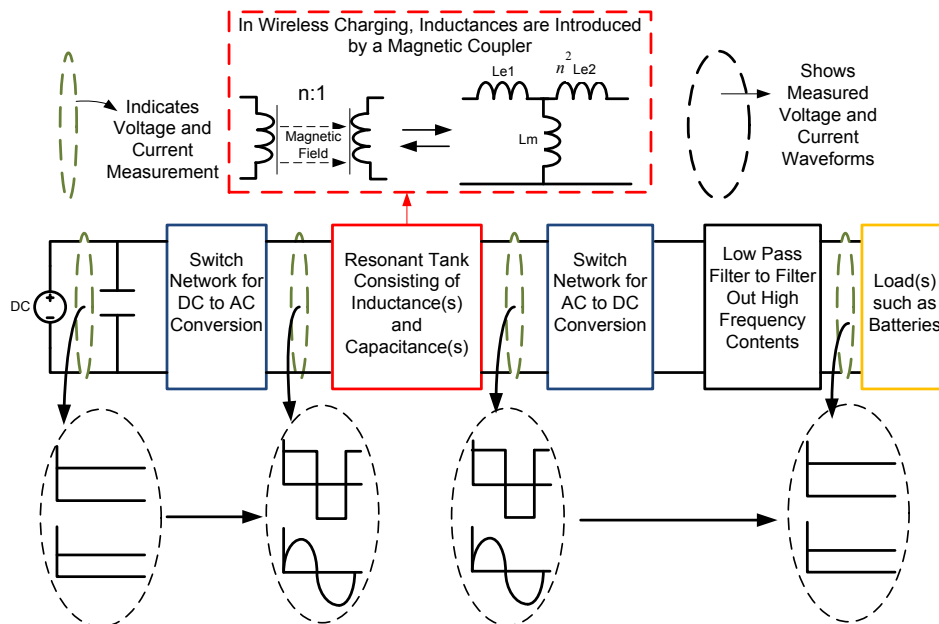 In Wireless Charging, Inductances are Introduced
by a Magnetic Coupler
Indicates
Voltage and
Current
Measurement
n:1
Magnetic
Field
Le1
n² Le2
Lm
Shows
Measured
Voltage and
Current
Waveforms
DC
Switch
Network for
DC to AC
Conversion
Resonant Tank
Consisting of
Inductance(s)
and
Capacitance(s)
Switch
Network for
AC to DC
Conversion
Low Pass
Filter to Filter
Out High
Frequency
Contents
Load(s)
such as
Batteries